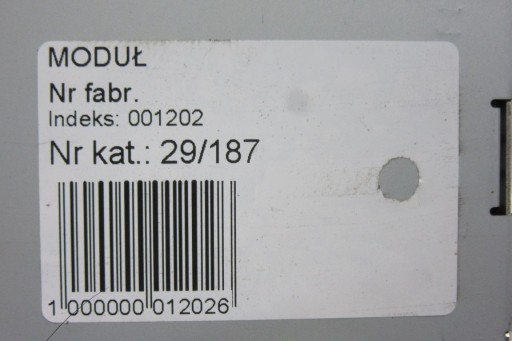 MODUŁ
Nr fabr.
Indeks: 001202
Nr kat.: 29/187
1 000000 012026